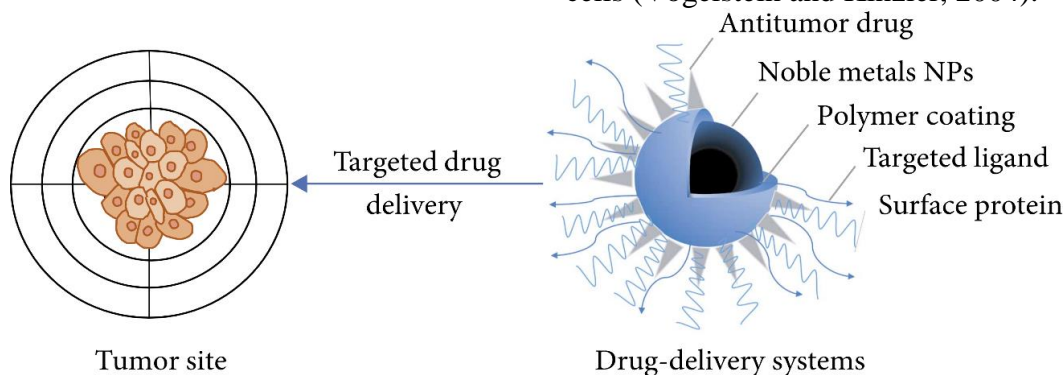 Antitumor drug
Noble metals NPs
Polymer coating
Targeted ligand
Surface protein
Targeted drug
delivery
Tumor site
Drug-delivery systems